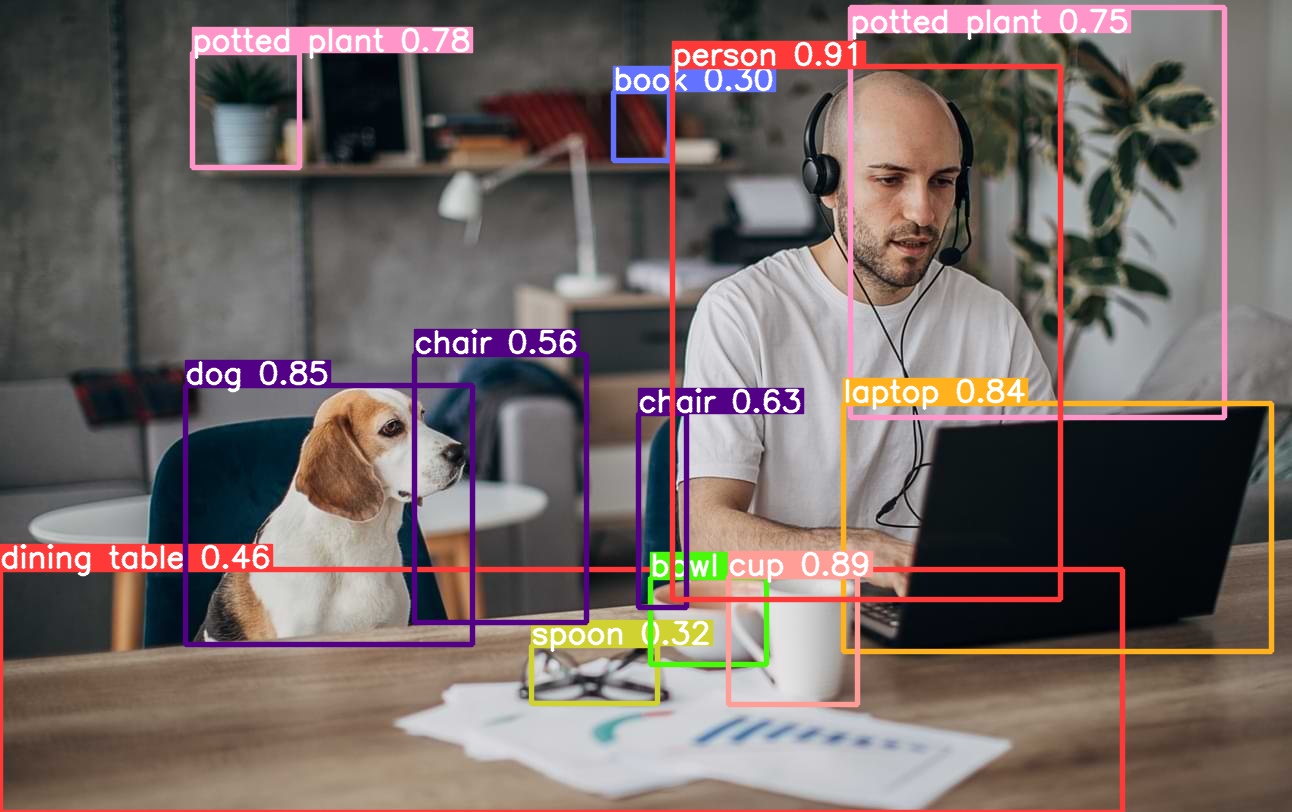 potted plant 0.75
potted plant 0.78
person 0.91
book 0.30
chair 0.56
dog 0.85
laptop 0.84
chair 0.63
dining table 0.46
bowl
cup 0.89
spoon 0.32